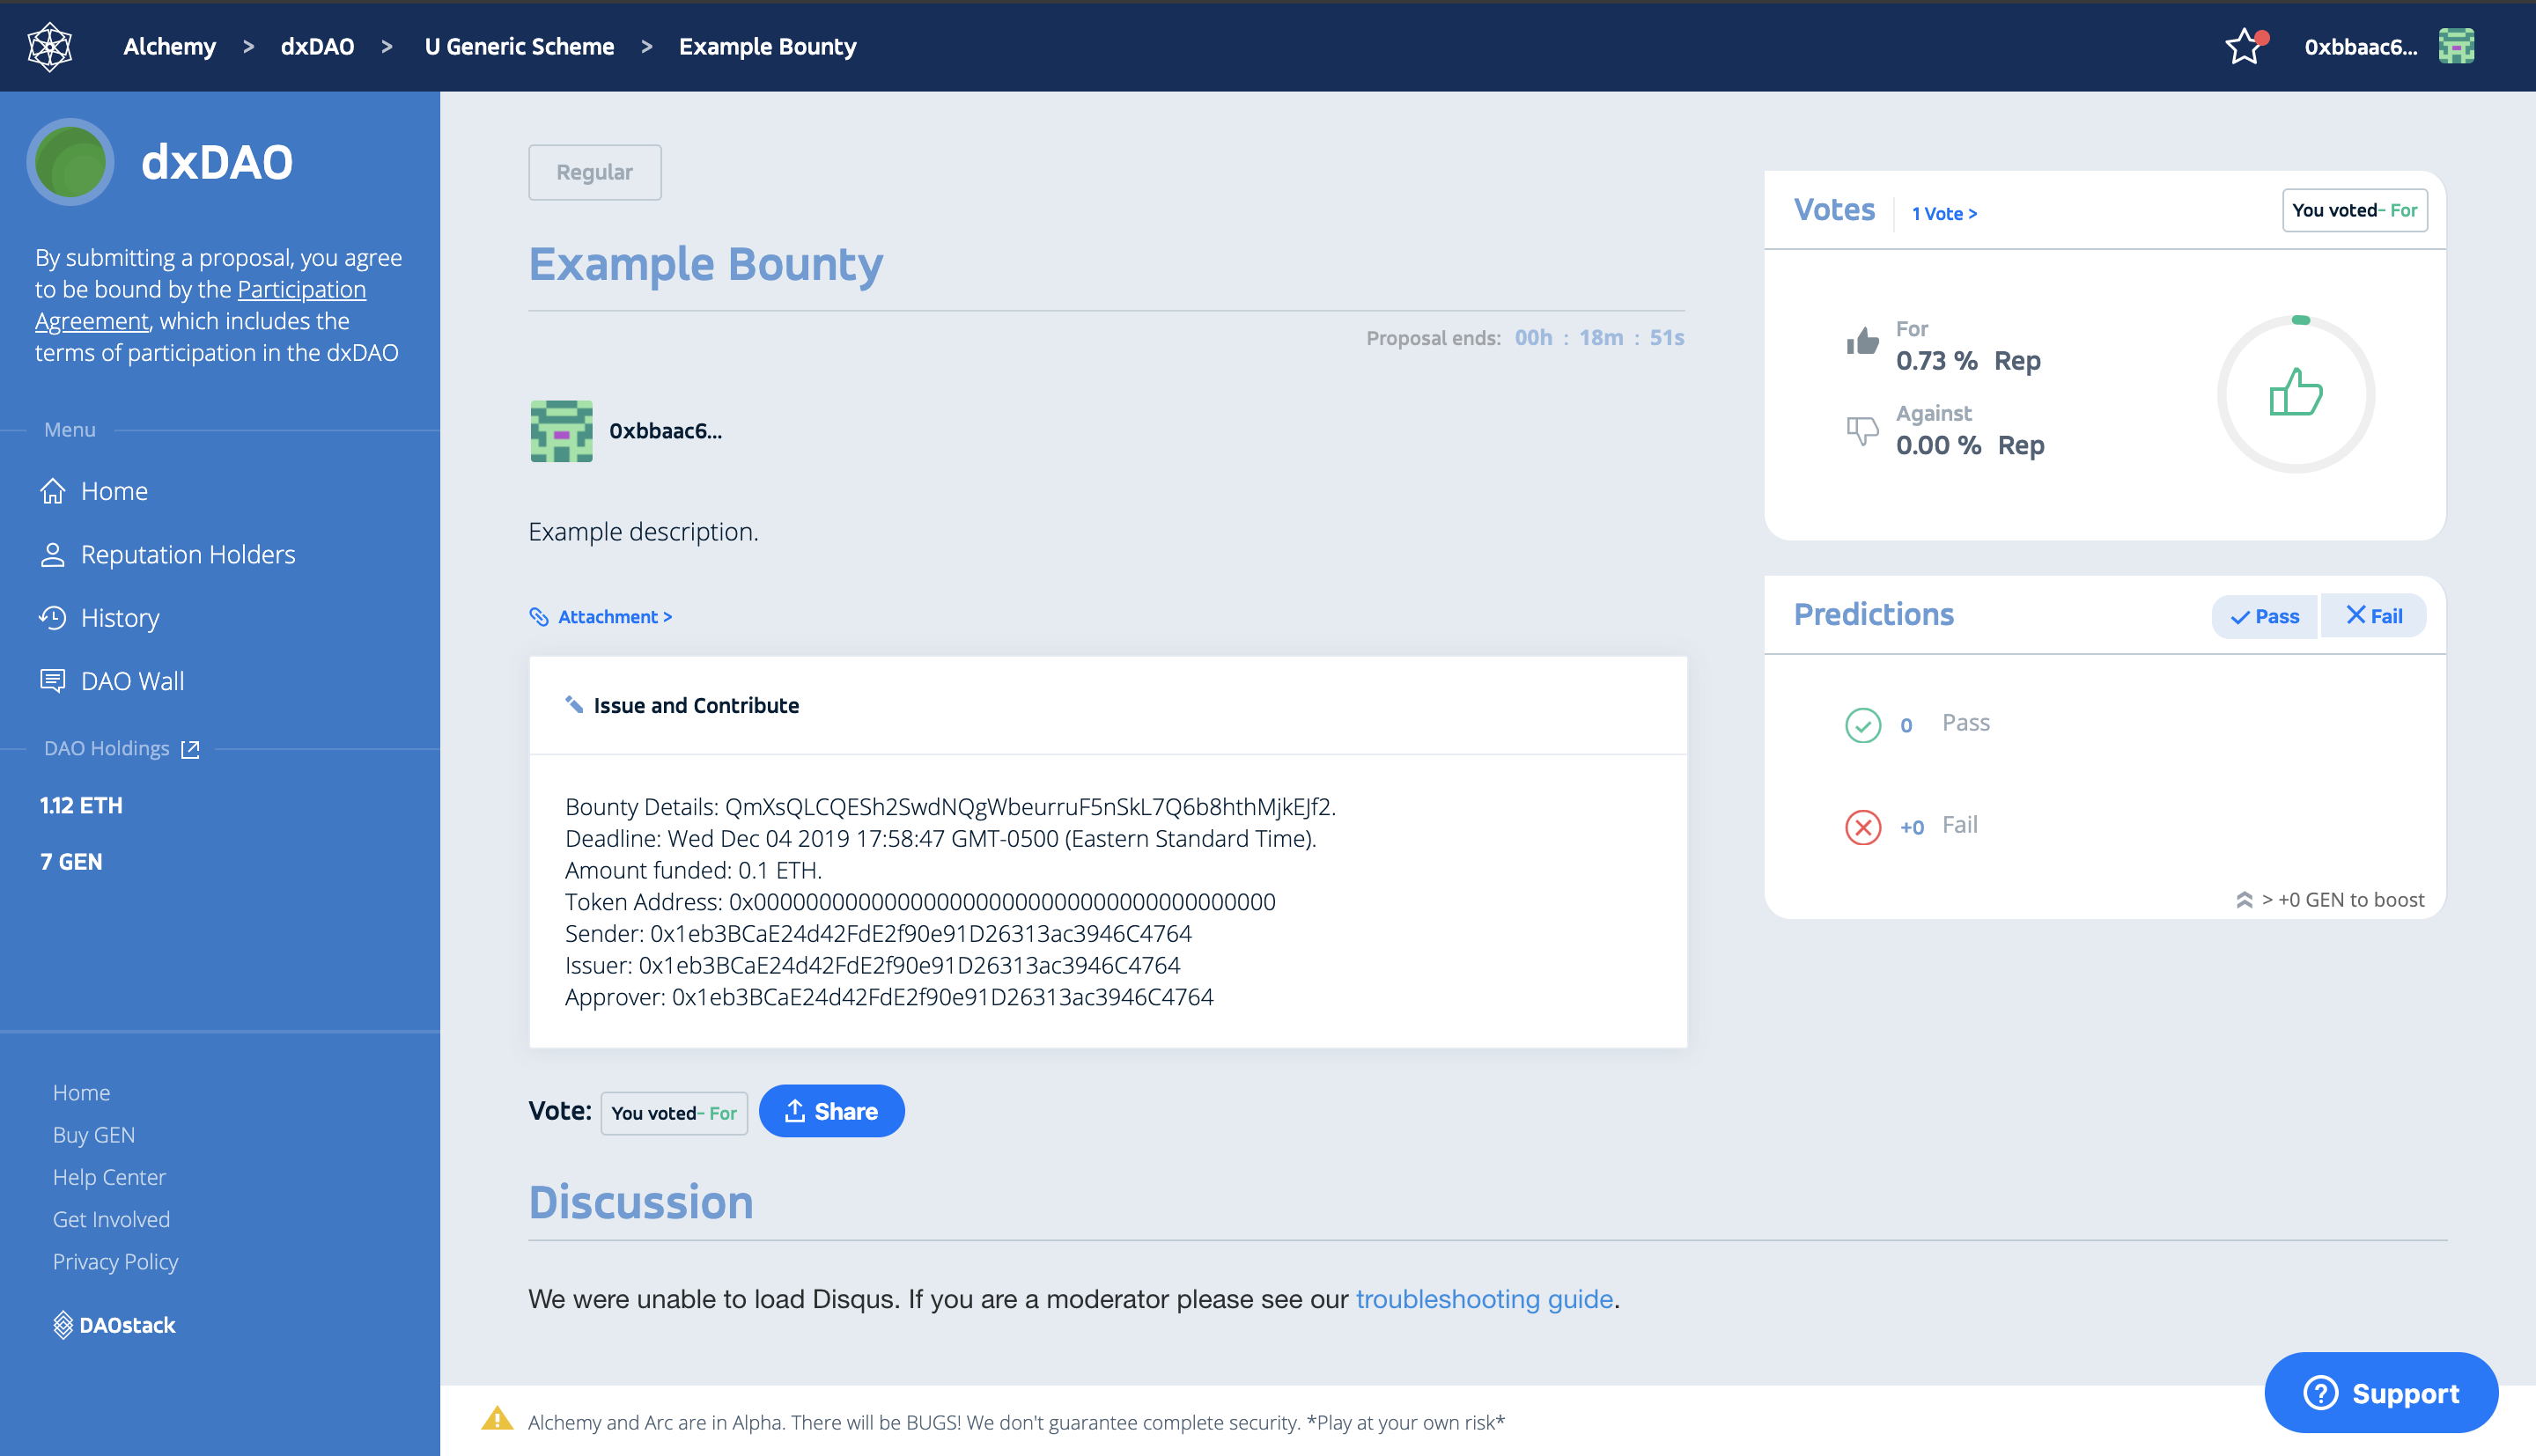 Alchemy > dxDAO > U Generic Scheme > Example Bounty
0xbbaac6...
dxDAO
By submitting a proposal, you agree
to be bound by the Participation
Agreement, which includes the
terms of participation in the dxDAO
Menu
Home
Reputation Holders
History
DAO Wall
DAO Holdings
1.12 ETH
7 GEN
Home
Buy GEN
Help Center
Get Involved
Privacy Policy
DAOstack
Regular
Example Bounty
Proposal ends: 00h : 18m : 51s
0xbbaac6...
Example description.
Attachment >
Issue and Contribute
Bounty Details: QmXsQLCQESh2SwdNQgWbeurruF5nSkL7Q6b8hthMjkEJf2.
Deadline: Wed Dec 04 2019 17:58:47 GMT-0500 (Eastern Standard Time).
Amount funded: 0.1 ETH.
Token Address: 0x0000000000000000000000000000000000000000
Sender: 0x1eb3BCaE24d42FdE2f90e91D26313ac3946C4764
Issuer: 0x1eb3BCaE24d42FdE2f90e91D26313ac3946C4764
Approver: 0x1eb3BCaE24d42FdE2f90e91D26313ac3946C4764
Vote: You voted- For Share
Votes 1 Vote > You voted- For
For
0.73 % Rep
Against
0.00 % Rep
Predictions Pass Fail
0 Pass
+0 Fail
> +0 GEN to boost
Discussion
We were unable to load Disqus. If you are a moderator please see our troubleshooting guide.
Alchemy and Arc are in Alpha. There will be BUGS! We don't guarantee complete security. *Play at your own risk*
Support